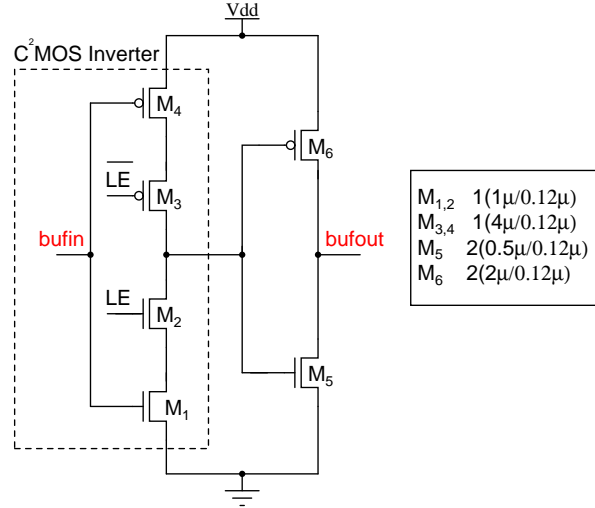 Vdd
C²MOS Inverter
M₄
M₆
L̅E̅
M₃
bufin
bufout
LE
M₂
M₅
M₁
M₁,₂ 1(1μ/0.12μ)
M₃,₄ 1(4μ/0.12μ)
M₅ 2(0.5μ/0.12μ)
M₆ 2(2μ/0.12μ)